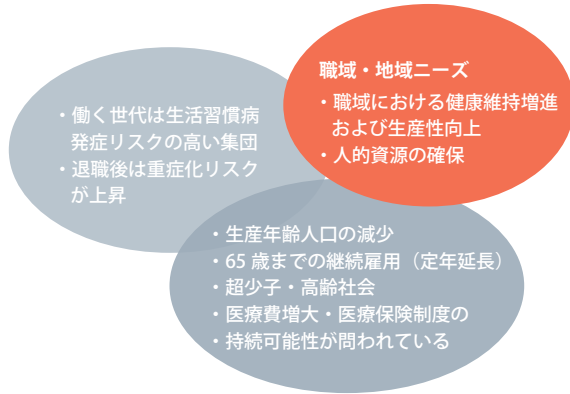 ・働く世代は生活習慣病
発症リスクの高い集団
・退職後は重症化リスク
が上昇
職域・地域ニーズ
・職域における健康維持増進
および生産性向上
・人的資源の確保
・生産年齢人口の減少
・65 歳までの継続雇用（定年延長）
・超少子・高齢社会
・医療費増大・医療保険制度の
・持続可能性が問われている